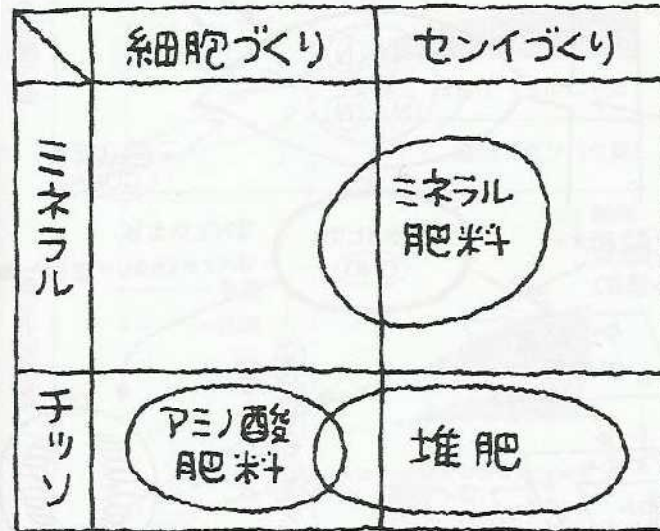 細胞づくり
センイづくり
ミネラル
ミネラル
肥料
チッソ
アミノ酸
肥料
堆肥